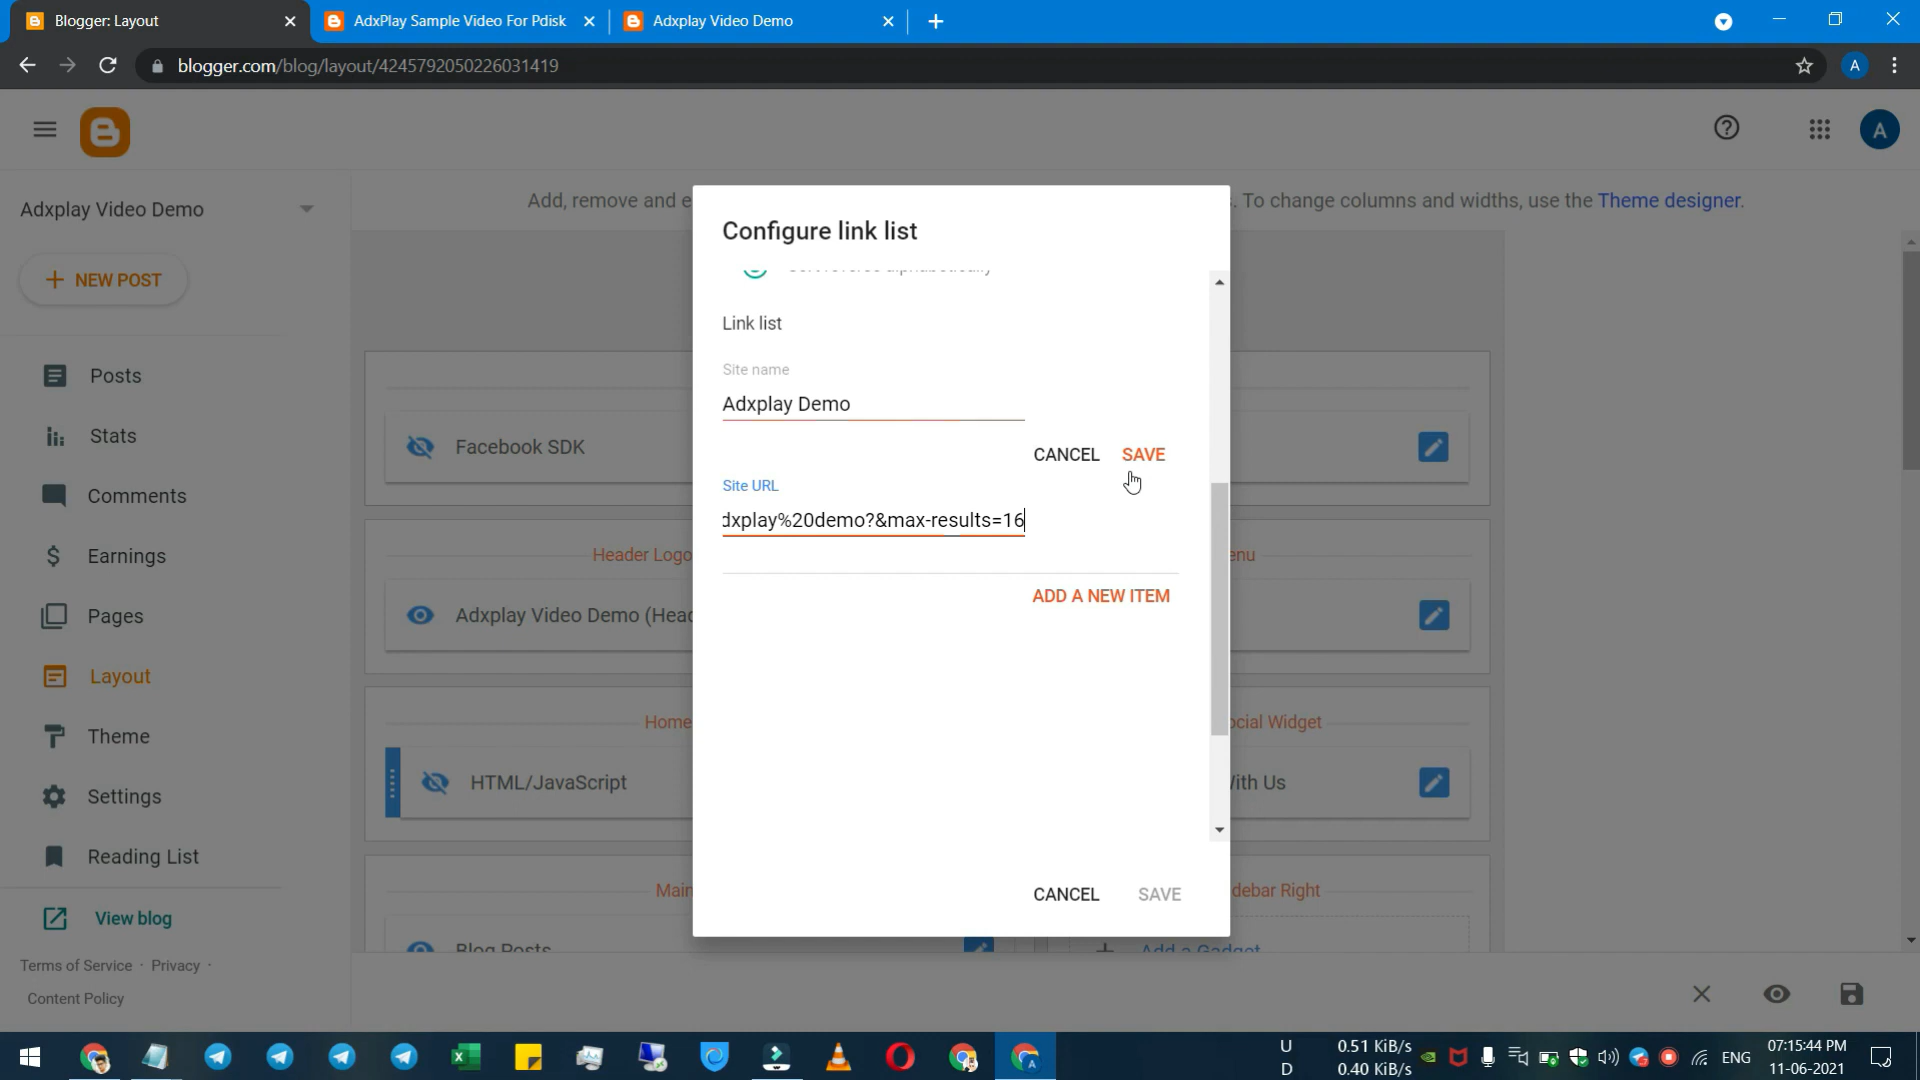 Blogger: Layout
AdxPlay Sample Video For Pdisk
Adxplay Video Demo
blogger.com/blog/layout/4245792050226031419
A
A
Adxplay Video Demo
NEW POST
Posts
Stats
Comments
Earnings
Pages
Layout
Theme
Settings
Reading List
View blog
Terms of Service · Privacy ·
Content Policy
Add, remove and e
. To change columns and widths, use the Theme designer.
Facebook SDK
Header Logo
enu
Adxplay Video Demo (Head
Home
ocial Widget
HTML/JavaScript
With Us
Main
debar Right
Blog Posts
Add a Gadget
Configure link list
Sort reverse alphabetically
Link list
Site name
Adxplay Demo
CANCEL SAVE
Site URL
dxplay%20demo?&max-results=16
ADD A NEW ITEM
CANCEL SAVE
U 0.51 KiB/s
D 0.40 KiB/s
ENG
07:15:44 PM
11-06-2021